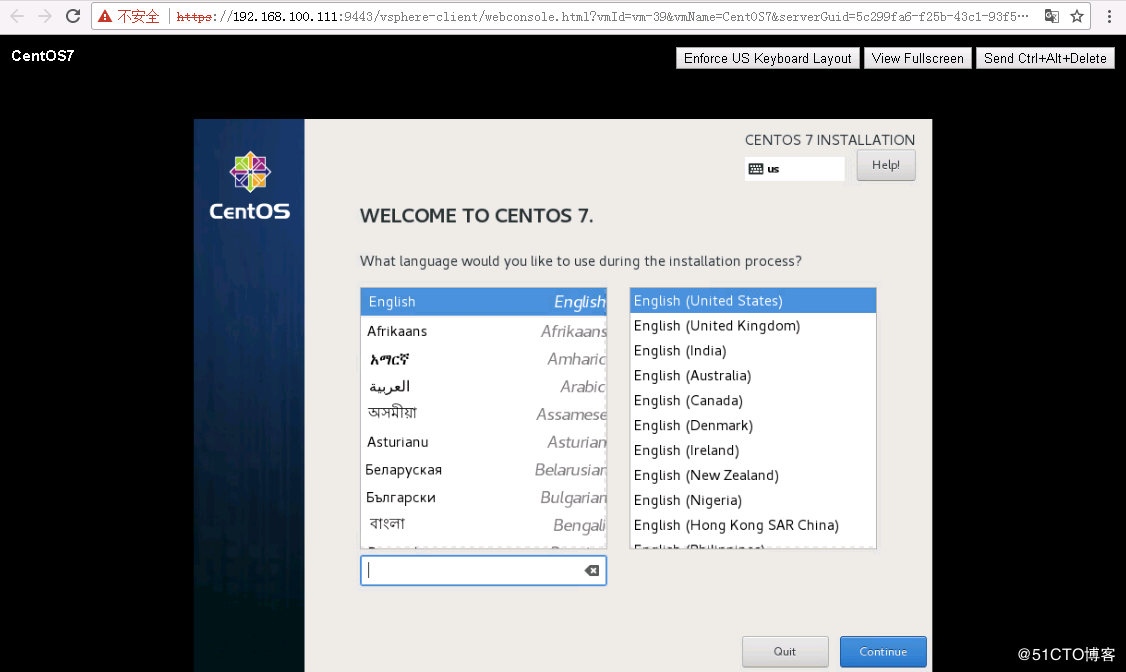 不安全 | https://192.168.100.111:9443/vsphere-client/webconsole.html?vmId=vm-39&vmName=CentOS7&serverGuid=5c299fa6-f25b-43c1-93f5…
CentOS7
Enforce US Keyboard Layout View Fullscreen Send Ctrl+Alt+Delete
CentOS
CENTOS 7 INSTALLATION
us
Help!
WELCOME TO CENTOS 7.
What language would you like to use during the installation process?
English English
Afrikaans Afrikaans
አማርኛ Amharic
العربية Arabic
অসমীয়া Assamese
Asturianu Asturian
Беларуская Belarusian
Български Bulgarian
বাংলা Bengali
English (United States)
English (United Kingdom)
English (India)
English (Australia)
English (Canada)
English (Denmark)
English (Ireland)
English (New Zealand)
English (Nigeria)
English (Hong Kong SAR China)
English (Philippines)
Quit
Continue
@51CTO博客